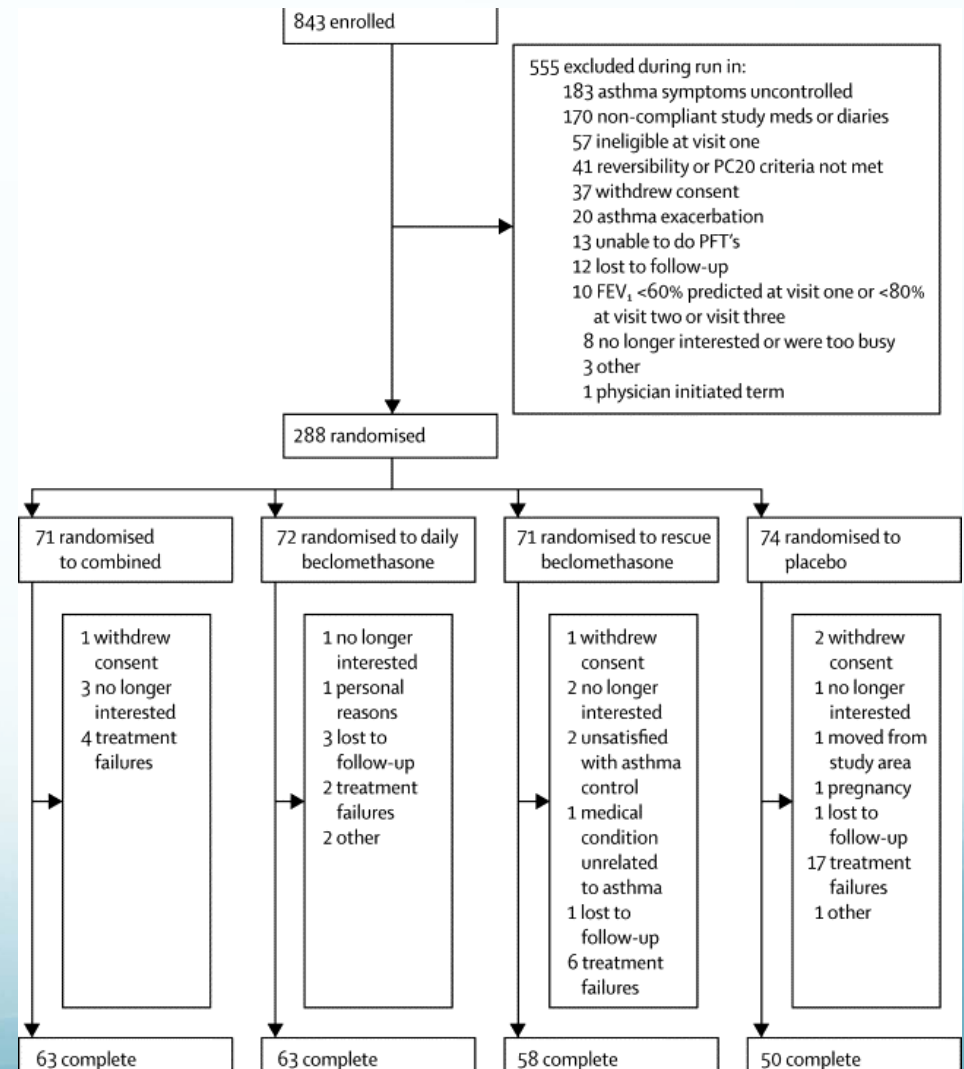 843 enrolled
555 excluded during run in:
183 asthma symptoms uncontrolled
170 non-compliant study meds or diaries
57 ineligible at visit one
41 reversibility or PC20 criteria not met
37 withdrew consent
20 asthma exacerbation
13 unable to do PFT's
12 lost to follow-up
10 FEV₁ <60% predicted at visit one or <80%
at visit two or visit three
8 no longer interested or were too busy
3 other
1 physician initiated term
288 randomised
71 randomised
to combined
72 randomised to daily
beclomethasone
71 randomised to rescue
beclomethasone
74 randomised to
placebo
1 withdrew
consent
3 no longer
interested
4 treatment
failures
1 no longer
interested
1 personal
reasons
3 lost to
follow-up
2 treatment
failures
2 other
1 withdrew
consent
2 no longer
interested
2 unsatisfied
with asthma
control
1 medical
condition
unrelated
to asthma
1 lost to
follow-up
6 treatment
failures
2 withdrew
consent
1 no longer
interested
1 moved from
study area
1 pregnancy
1 lost to
follow-up
17 treatment
failures
1 other
63 complete
63 complete
58 complete
50 complete